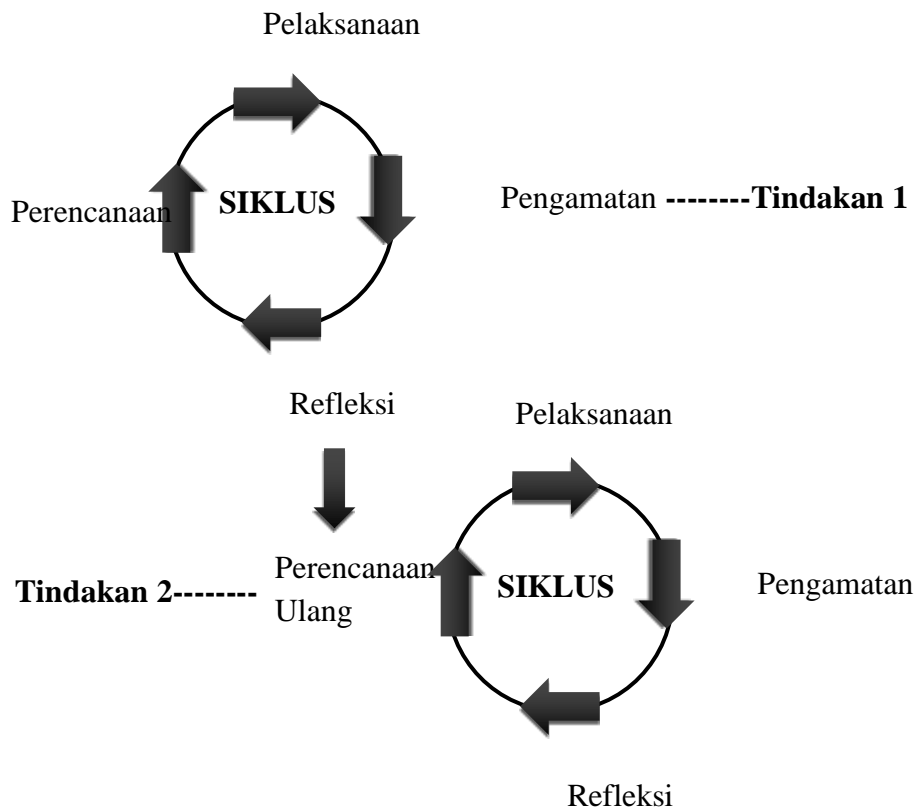 Pelaksanaan
Perencanaan
SIKLUS
Pengamatan --------Tindakan 1
Refleksi
Pelaksanaan
Tindakan 2--------
Perencanaan
Ulang
SIKLUS
Pengamatan
Refleksi